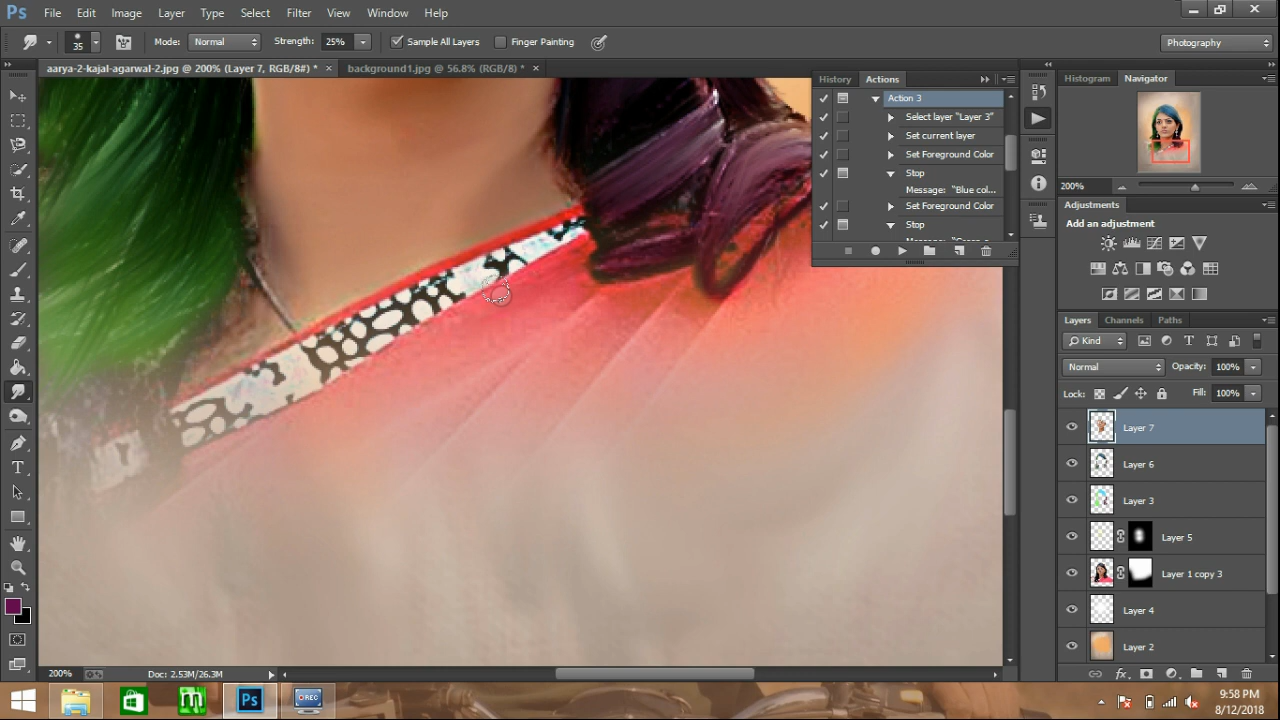 Ps File Edit Image Layer Type Select Filter View Window Help
35 Mode: Normal Strength: 25% Sample All Layers Finger Painting Photography
aarya-2-kajal-agarwal-2.jpg @ 200% (Layer 7, RGB/8#) * background1.jpg @ 56.8% (RGB/8) *
History Actions
Action 3
Select layer "Layer 3"
Set current layer
Set Foreground Color
Stop
Message: "Blue col...
Set Foreground Color
Stop
Histogram Navigator
200%
Adjustments
Add an adjustment
Layers Channels Paths
Kind
Normal Opacity: 100%
Lock: Fill: 100%
Layer 7
Layer 6
Layer 3
Layer 5
Layer 1 copy 3
Layer 4
Layer 2
200% Doc: 2.53M/26.3M
Ps REC
9:58 PM
8/12/2018